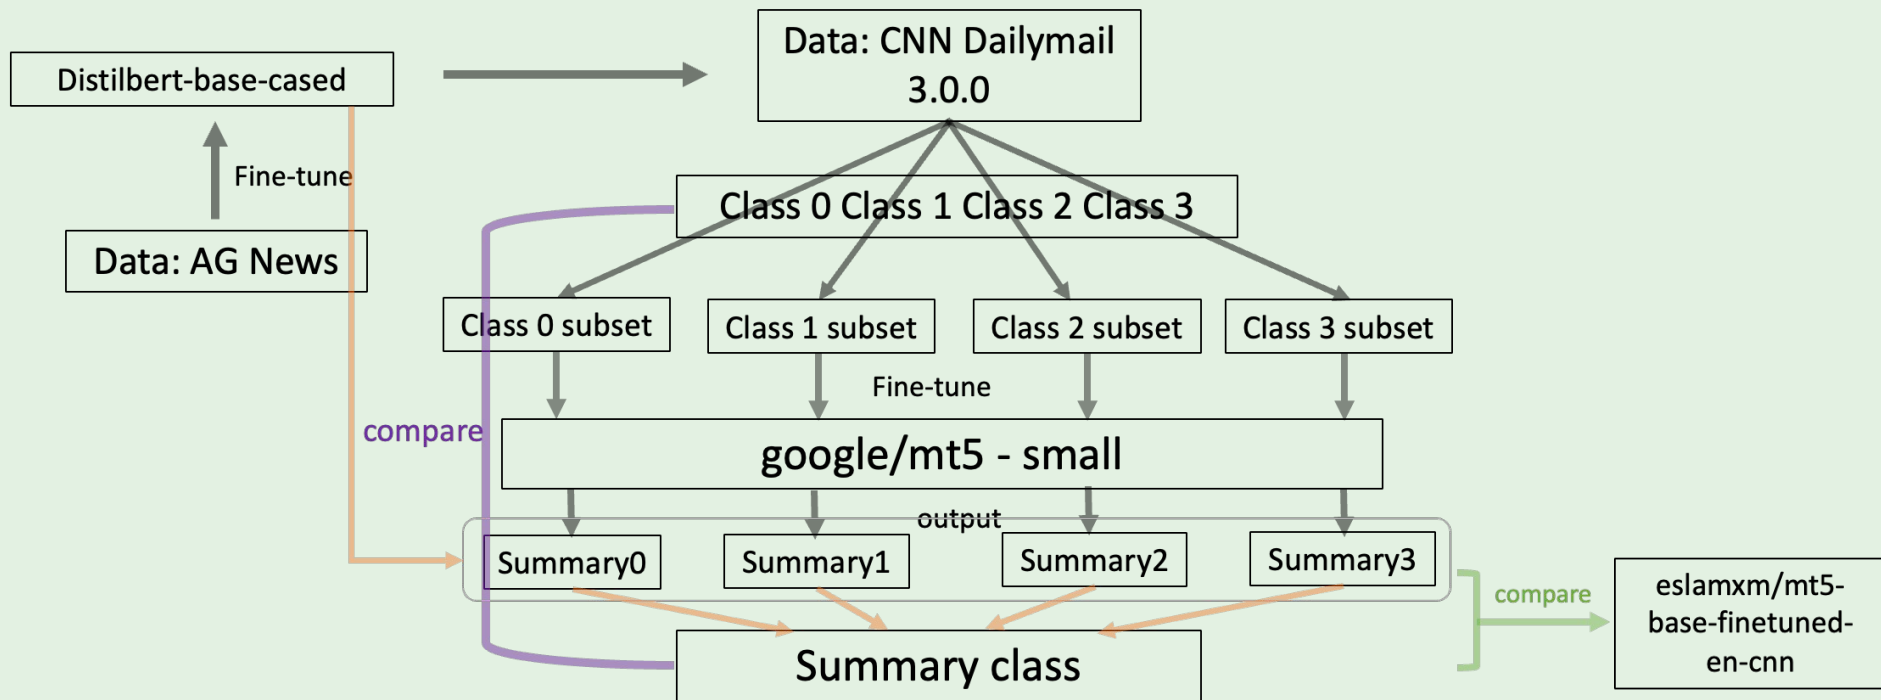 Data: CNN Dailymail
3.0.0
Distilbert-base-cased
Fine-tune
Data: AG News
Class 0 Class 1 Class 2 Class 3
Class 0 subset
Class 1 subset
Class 2 subset
Class 3 subset
Fine-tune
compare
google/mt5 - small
output
Summary0
Summary1
Summary2
Summary3
Summary class
compare
eslamxm/mt5-
base-finetuned-
en-cnn